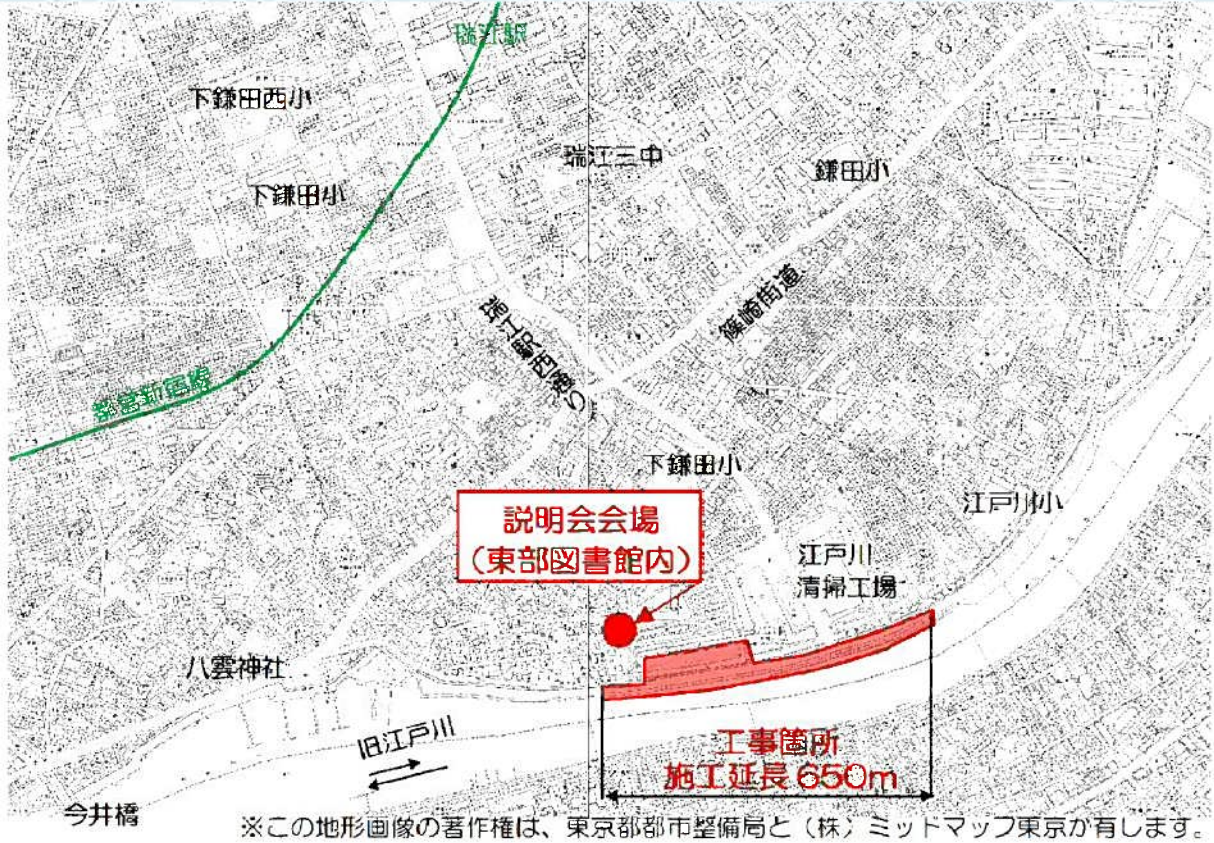 瑞江駅
下鎌田西小
瑞江三中
鎌田小
下鎌田小
篠崎街道
瑞江駅西通り
都営新宿線
下鎌田小
説明会会場
（東部図書館内）
江戸川小
江戸川
清掃工場
八雲神社
旧江戸川
工事箇所
施工延長 650m
今井橋
※この地形画像の著作権は、東京都都市整備局と（株）ミッドマップ東京が有します。